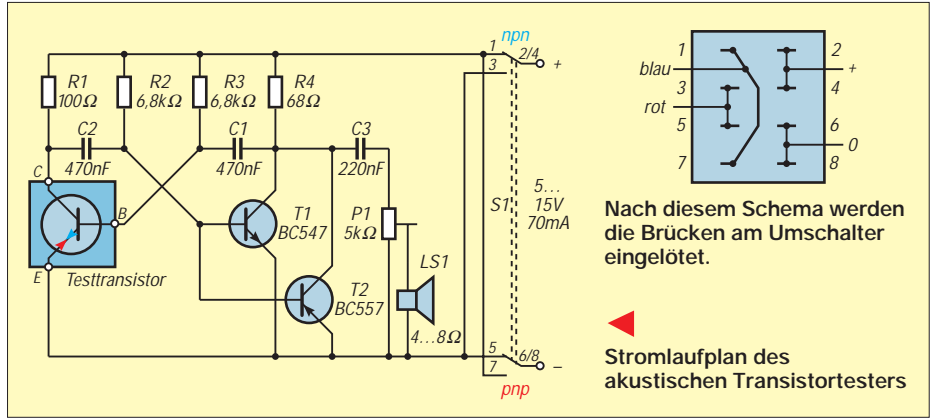 npn
1
2/4
+
3
R1
100Ω
R2
6,8kΩ
R3
6,8kΩ
R4
68Ω
C2
470nF
C1
470nF
C3
220nF
C
B
E
Testtransistor
T1
BC547
T2
BC557
P1
5kΩ
LS1
4...8Ω
S1
5...
15V
70mA
5
6/8
–
7
pnp
1
2
blau
+
3
4
rot
5
6
0
7
8
Nach diesem Schema werden
die Brücken am Umschalter
eingelötet.
Stromlaufplan des
akustischen Transistortesters